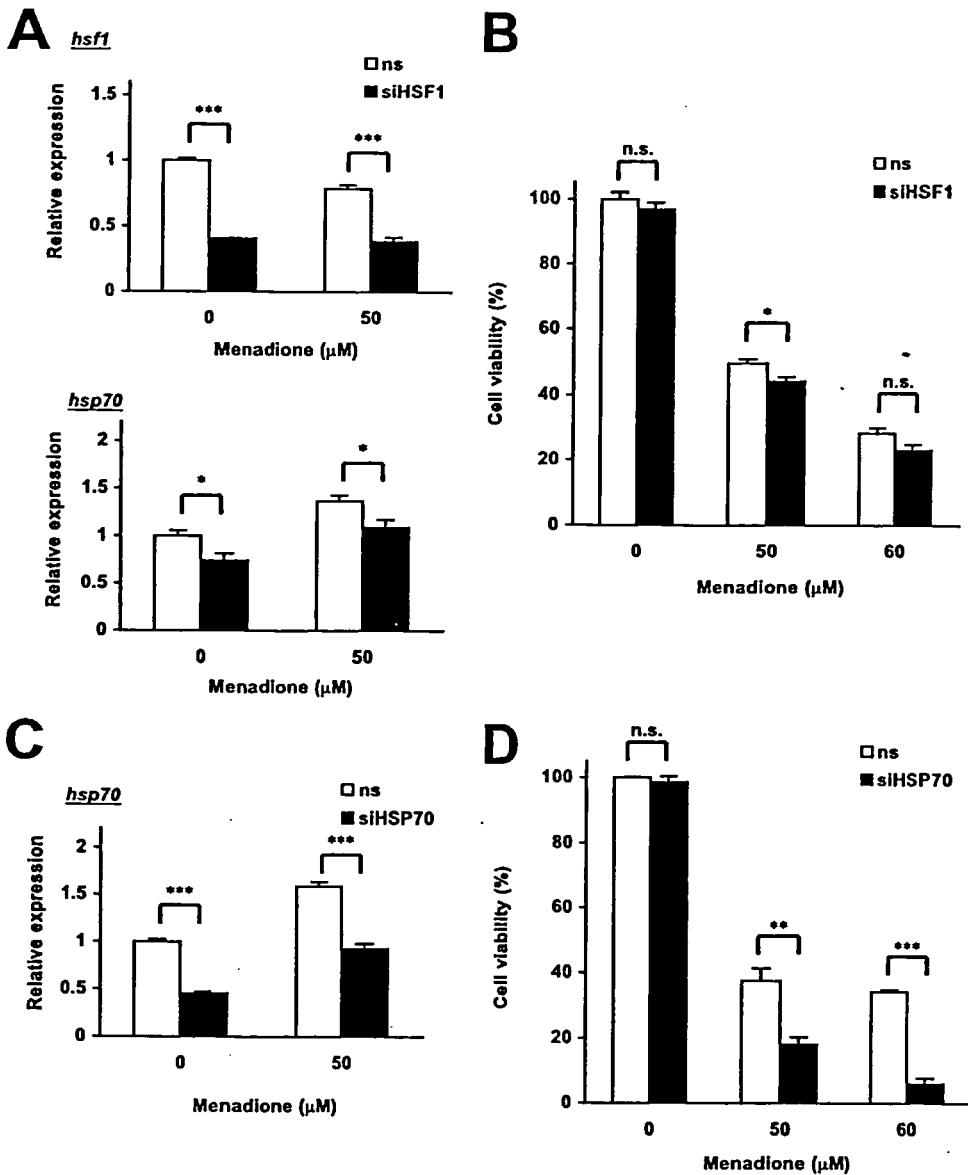 A
hsf1
ns
siHSF1
***
***
1.5
1
0.5
0
Relative expression
0
50
Menadione (μM)
hsp70
*
*
2
1.5
1
0.5
0
Relative expression
0
50
Menadione (μM)
B
ns
siHSF1
n.s.
*
n.s.
100
80
60
40
20
0
Cell viability (%)
0
50
60
Menadione (μM)
C
hsp70
ns
siHSP70
***
***
2
1.5
1
0.5
0
Relative expression
0
50
Menadione (μM)
D
ns
siHSP70
n.s.
**
***
100
80
60
40
20
0
Cell viability (%)
0
50
60
Menadione (μM)